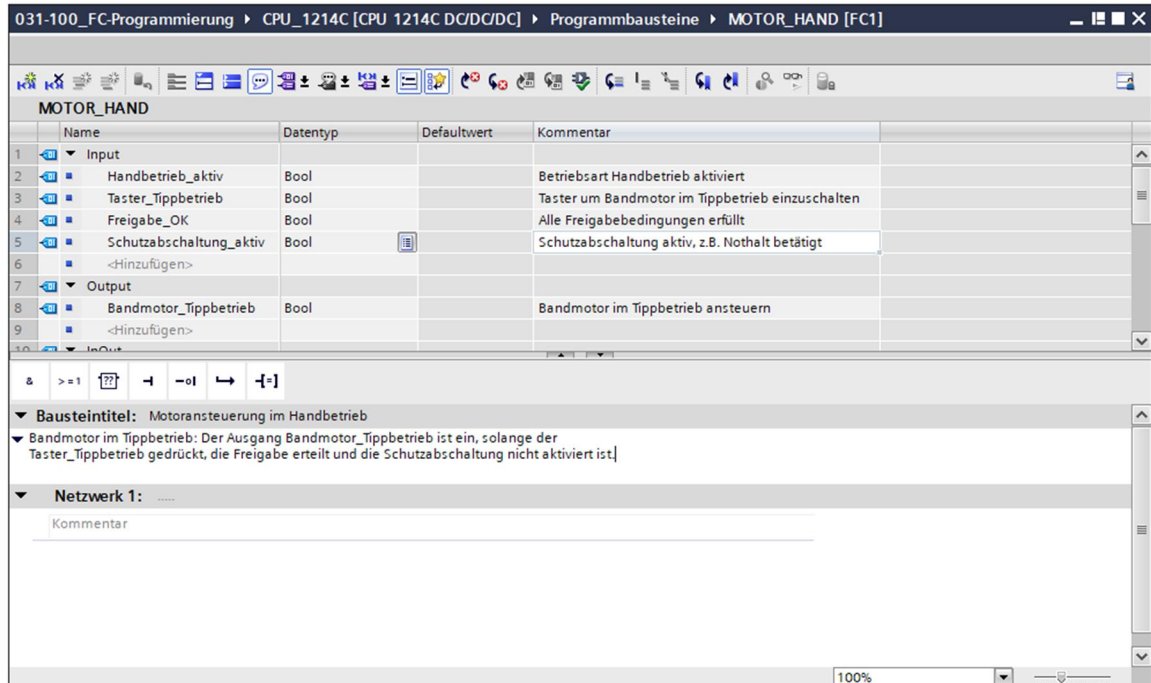 031-100_FC-Programmierung ▸ CPU_1214C [CPU 1214C DC/DC/DC] ▸ Programmbausteine ▸ MOTOR_HAND [FC1]
MOTOR_HAND
Name Datentyp Defaultwert Kommentar
1 Input
2 Handbetrieb_aktiv Bool Betriebsart Handbetrieb aktiviert
3 Taster_Tippbetrieb Bool Taster um Bandmotor im Tippbetrieb einzuschalten
4 Freigabe_OK Bool Alle Freigabebedingungen erfüllt
5 Schutzabschaltung_aktiv Bool Schutzabschaltung aktiv, z.B. Nothalt betätigt
6 <Hinzufügen>
7 Output
8 Bandmotor_Tippbetrieb Bool Bandmotor im Tippbetrieb ansteuern
9 <Hinzufügen>
10 InOut
& >=1 ??
Bausteintitel: Motoransteuerung im Handbetrieb
Bandmotor im Tippbetrieb: Der Ausgang Bandmotor_Tippbetrieb ist ein, solange der
Taster_Tippbetrieb gedrückt, die Freigabe erteilt und die Schutzabschaltung nicht aktiviert ist.
Netzwerk 1: .....
Kommentar
100%